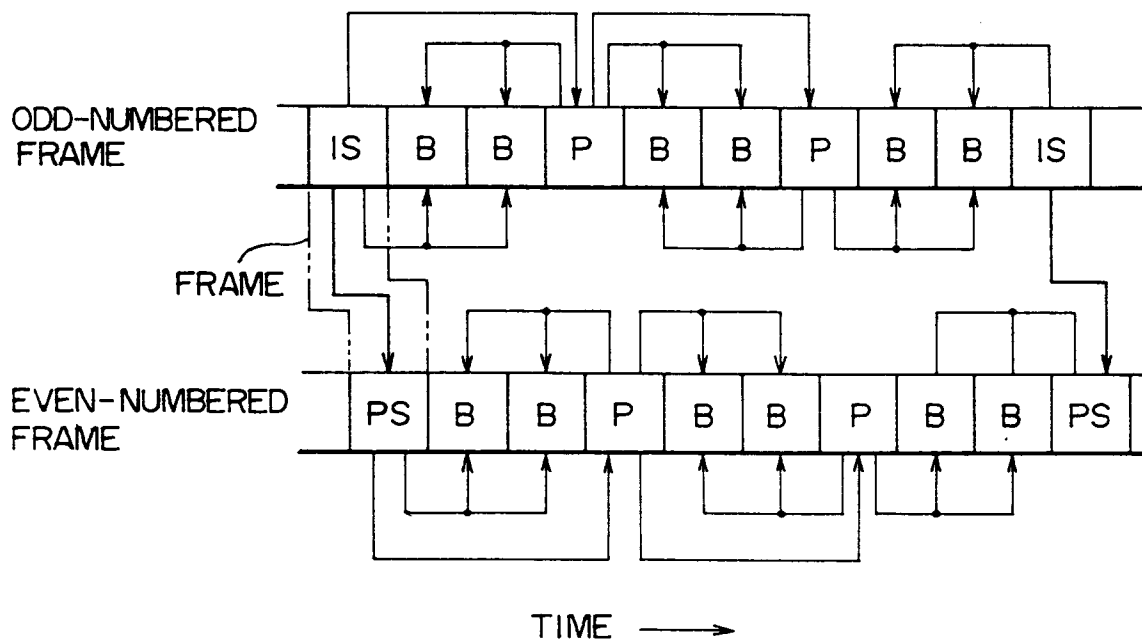 ODD-NUMBERED
FRAME
IS B B P B B P B B IS
FRAME
EVEN-NUMBERED
FRAME
PS B B P B B P B B PS
TIME